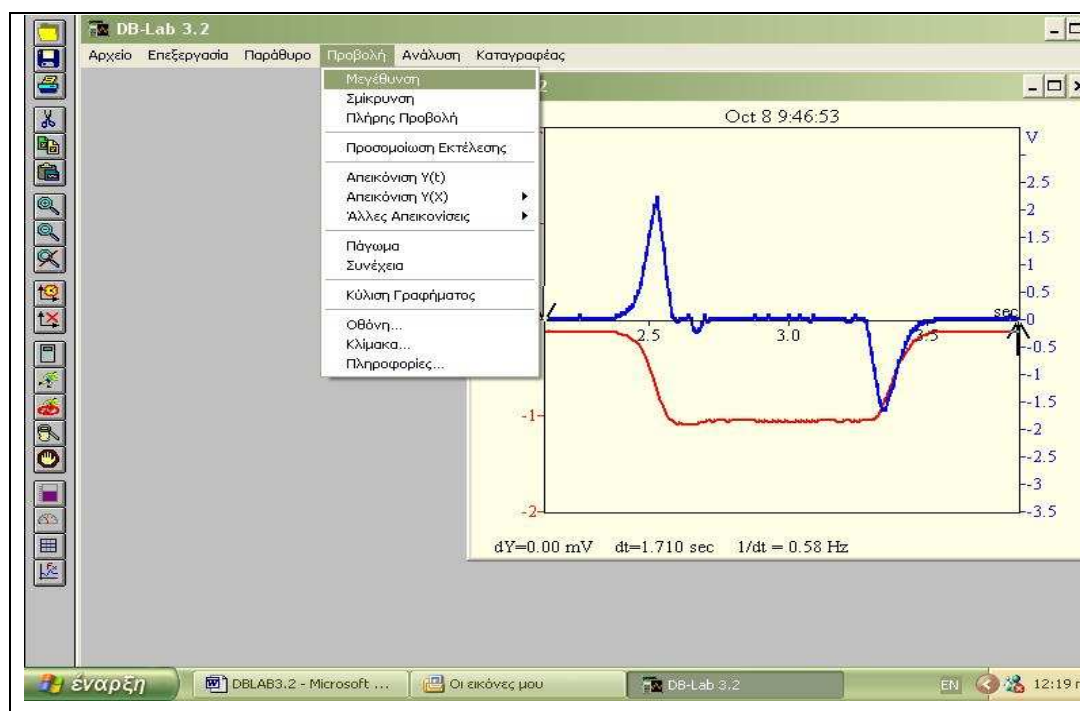 DB-Lab 3.2
Αρχείο Επεξεργασία Παράθυρο Προβολή Ανάλυση Καταγραφέας
Μεγέθυνση
Σμίκρυνση
Πλήρης Προβολή
Προσομοίωση Εκτέλεσης
Απεικόνιση Υ(t)
Απεικόνιση Υ(Χ)
Άλλες Απεικονίσεις
Πάγωμα
Συνέχεια
Κύλιση Γραφήματος
Οθόνη...
Κλίμακα...
Πληροφορίες...
2
Oct 8 9:46:53
V
2.5
2
1.5
1
0.5
sec
0
2.5 3.0 3.5
-0.5
-1
-1.5
-1
-2
-2.5
-3
-2
-3.5
dY=0.00 mV dt=1.710 sec 1/dt = 0.58 Hz
έναρξη DBLAB3.2 - Microsoft ... Οι εικόνες μου DB-Lab 3.2 EN 12:19